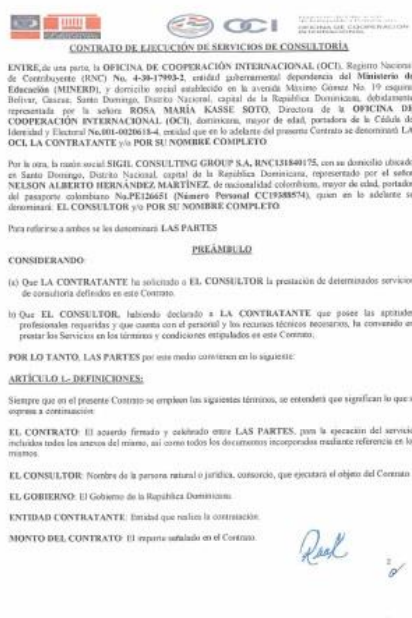 OCI
CONTRATO DE EJECUCIÓN DE SERVICIOS DE CONSULTORÍA
ENTRE, de una parte, la OFICINA DE COOPERACIÓN INTERNACIONAL (OCI), Registro Nacional
de Contribuyente (RNC) No. 4-30-17993-2, entidad gubernamental dependencia del Ministerio de
Educación (MINERD), y domicilio social establecido en la avenida Máximo Gómez No. 19 esquina
Bolívar, Gazcue, Santo Domingo, Distrito Nacional, capital de la República Dominicana, debidamente
representada por la señora ROSA MARÍA KASSE SOTO, Directora de la OFICINA DE
COOPERACIÓN INTERNACIONAL (OCI), dominicana, mayor de edad, portadora de la Cédula de
Identidad y Electoral No.001-0020618-4, entidad que en lo adelante del presente Contrato se denominará LA
OCI, LA CONTRATANTE y/o POR SU NOMBRE COMPLETO
Por la otra, la razón social SIGIL CONSULTING GROUP S.A, RNC131840175, con su domicilio ubicado
en Santo Domingo, Distrito Nacional, capital de la República Dominicana, representado por el señor
NELSON ALBERTO HERNÁNDEZ MARTÍNEZ, de nacionalidad colombiano, mayor de edad, portador
del pasaporte colombiano No.PE126651 (Número Personal CC19388574), quien en lo adelante se
denominará: EL CONSULTOR y/o POR SU NOMBRE COMPLETO
Para referirse a ambos se les denominará LAS PARTES
PREÁMBULO
CONSIDERANDO:
(a) Que LA CONTRATANTE ha solicitado a EL CONSULTOR la prestación de determinados servicios
de consultoría definidos en este Contrato.
b) Que EL CONSULTOR, habiendo declarado a LA CONTRATANTE que posee las aptitudes
profesionales requeridas y que cuenta con el personal y los recursos técnicos necesarios, ha convenido en
prestar los Servicios en los términos y condiciones estipulados en este Contrato.
POR LO TANTO, LAS PARTES por este medio convienen en lo siguiente:
ARTÍCULO 1.- DEFINICIONES:
Siempre que en el presente Contrato se empleen los siguientes términos, se entenderá que significan lo que se
expresa a continuación:
EL CONTRATO: El acuerdo firmado y celebrado entre LAS PARTES, para la ejecución del servicio
incluidos todos los anexos del mismo, así como todos los documentos incorporados mediante referencia en los
mismos.
EL CONSULTOR: Nombre de la persona natural o jurídica, consorcio, que ejecutará el objeto del Contrato
EL GOBIERNO: El Gobierno de la República Dominicana.
ENTIDAD CONTRATANTE: Entidad que realiza la contratación.
MONTO DEL CONTRATO: El importe señalado en el Contrato.
2